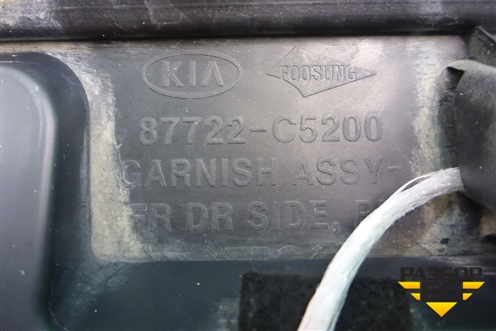 KIA FOOSUNG
87722-C5200
GARNISH ASSY-
FR DR SIDE,
РАЗБОР